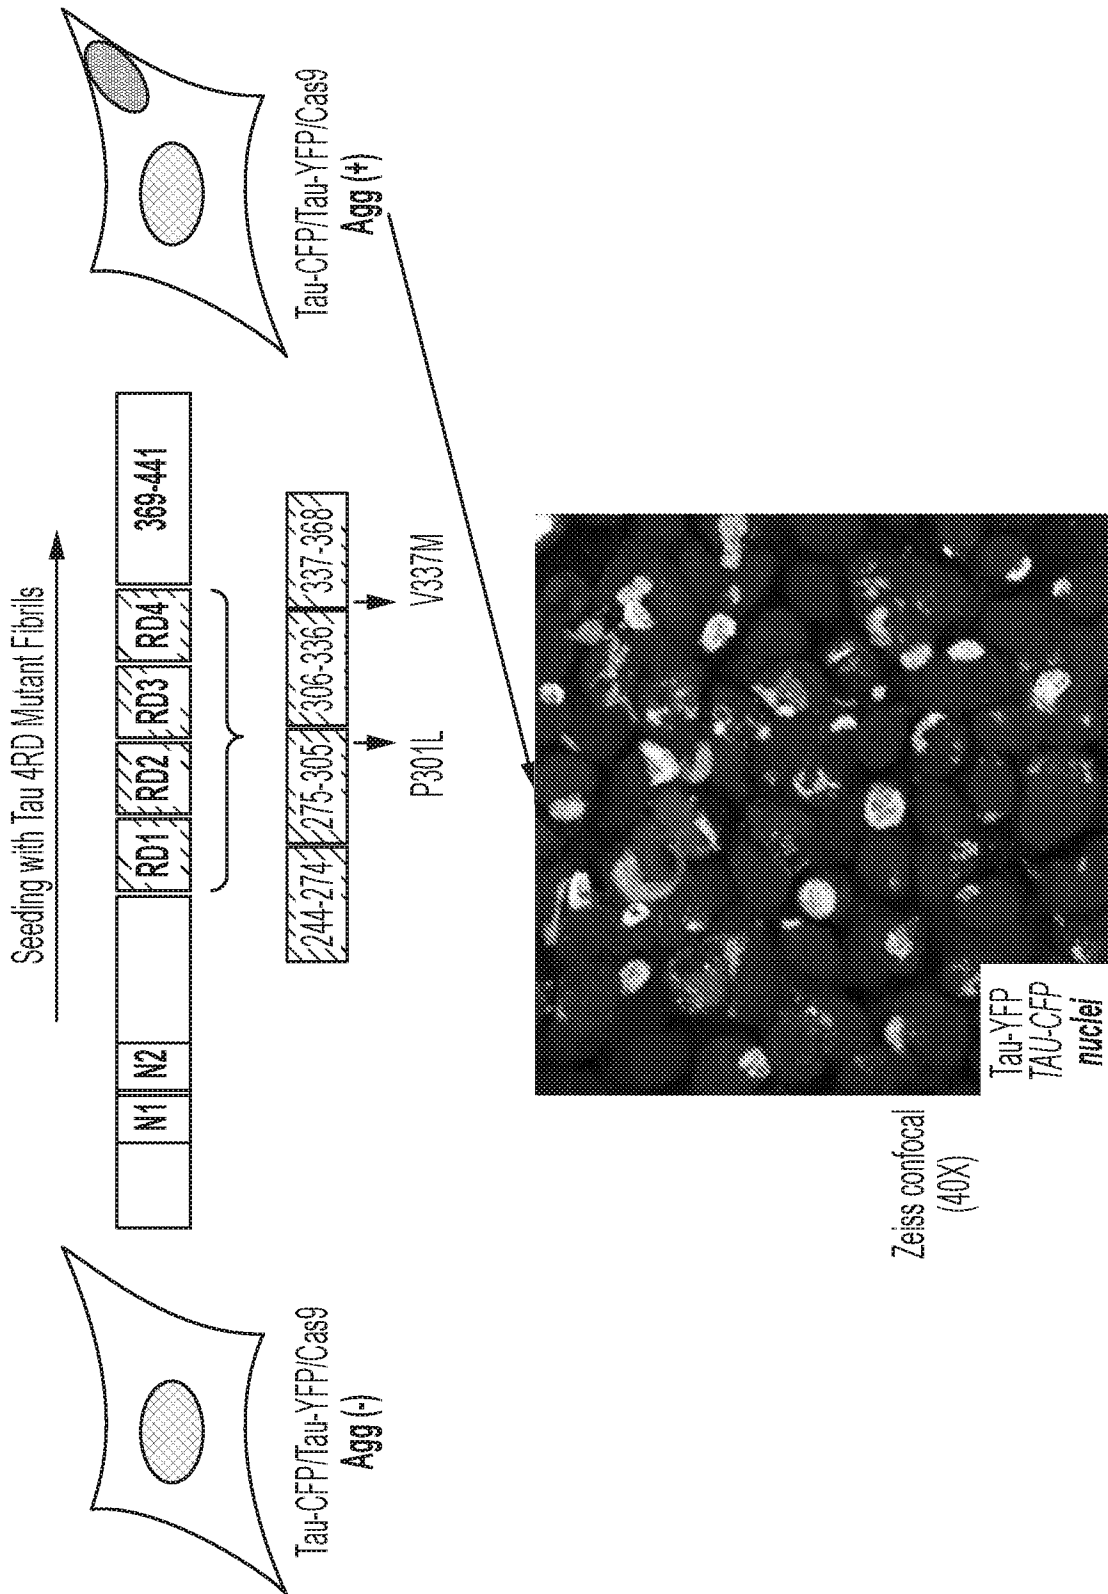 Seeding with Tau 4RD Mutant Fibrils
N1 N2 RD1 RD2 RD3 RD4 369-441
244-274 275-305 306-336 337-368
P301L V337M
Tau-CFP/Tau-YFP/Cas9
Agg (-)
Tau-CFP/Tau-YFP/Cas9
Agg (+)
Zeiss confocal
(40X)
Tau-YFP
TAU-CFP
nuclei